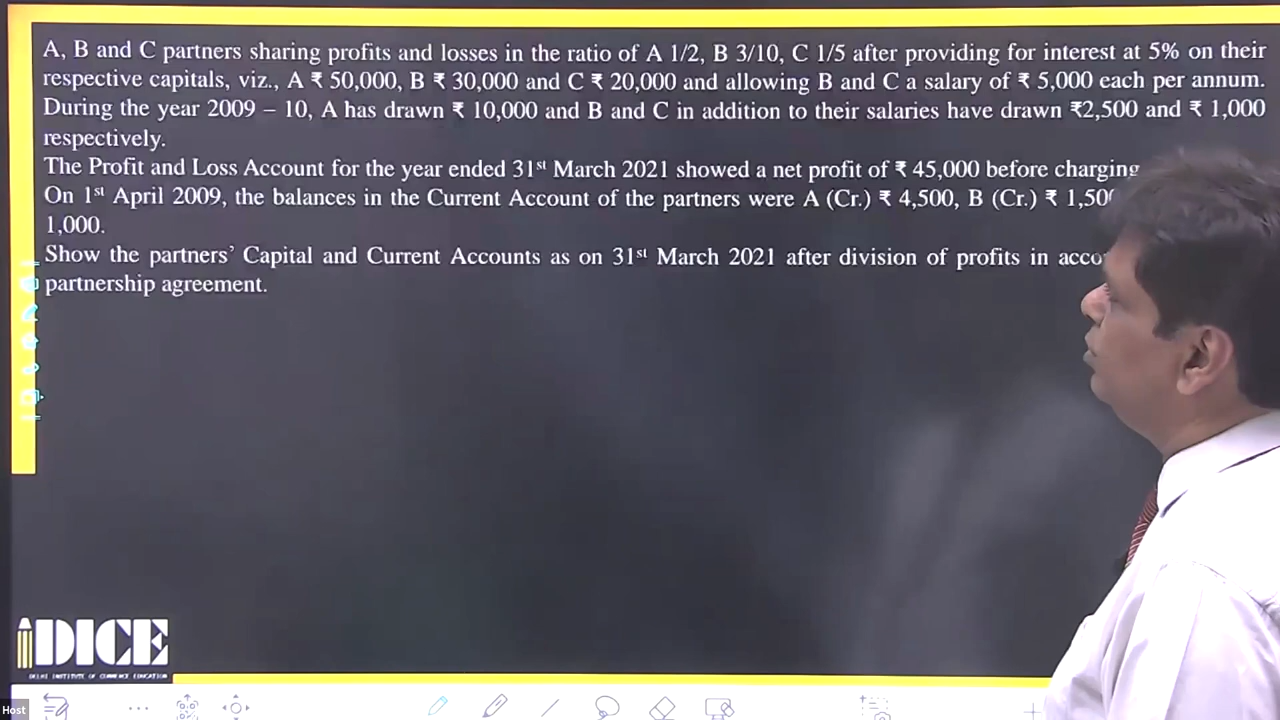 A, B and C partners sharing profits and losses in the ratio of A 1/2, B 3/10, C 1/5 after providing for interest at 5% on their
respective capitals, viz., A ₹ 50,000, B ₹ 30,000 and C ₹ 20,000 and allowing B and C a salary of ₹ 5,000 each per annum.
During the year 2009 – 10, A has drawn ₹ 10,000 and B and C in addition to their salaries have drawn ₹2,500 and ₹ 1,000
respectively.
The Profit and Loss Account for the year ended 31st March 2021 showed a net profit of ₹ 45,000 before charging
On 1st April 2009, the balances in the Current Account of the partners were A (Cr.) ₹ 4,500, B (Cr.) ₹
1,000.
Show the partners' Capital and Current Accounts as on 31st March 2021 after division of profits in
partnership agreement.
DICE
DELHI INSTITUTE OF COMMERCE EDUCATION
Host